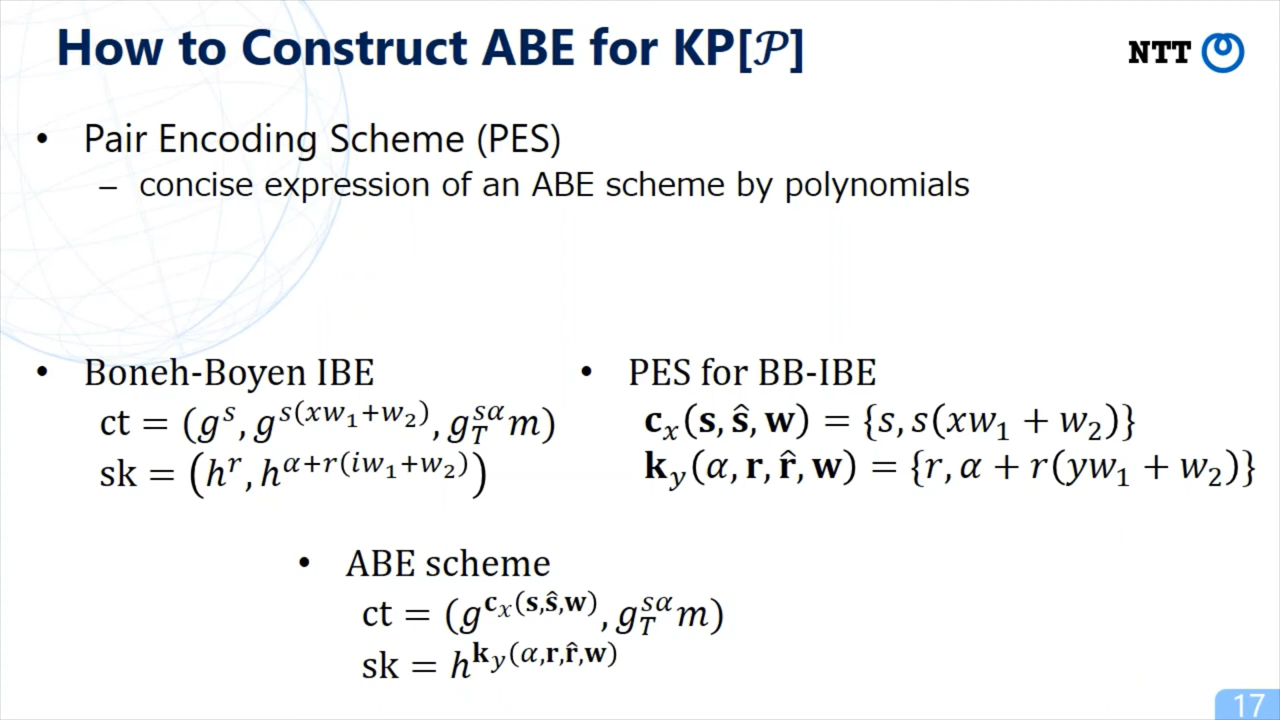 How to Construct ABE for KP[𝒫]
NTT
• Pair Encoding Scheme (PES)
– concise expression of an ABE scheme by polynomials
• Boneh-Boyen IBE
ct = (g^s, g^{s(xw_1+w_2)}, g_T^{sα}m)
sk = (h^r, h^{α+r(iw_1+w_2)})
• PES for BB-IBE
𝐜_x(𝐬, 𝐬̂, 𝐰) = {s, s(xw_1 + w_2)}
𝐤_y(α, 𝐫, 𝐫̂, 𝐰) = {r, α + r(yw_1 + w_2)}
• ABE scheme
ct = (g^{𝐜_x(𝐬,𝐬̂,𝐰)}, g_T^{sα}m)
sk = h^{𝐤_y(α,𝐫,𝐫̂,𝐰)}
17